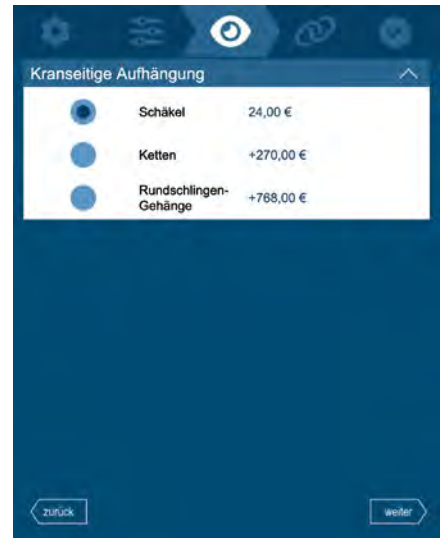 Kranseitige Aufhängung
Schäkel 24,00 €
Ketten +270,00 €
Rundschlingen-
Gehänge +768,00 €
zurück weiter